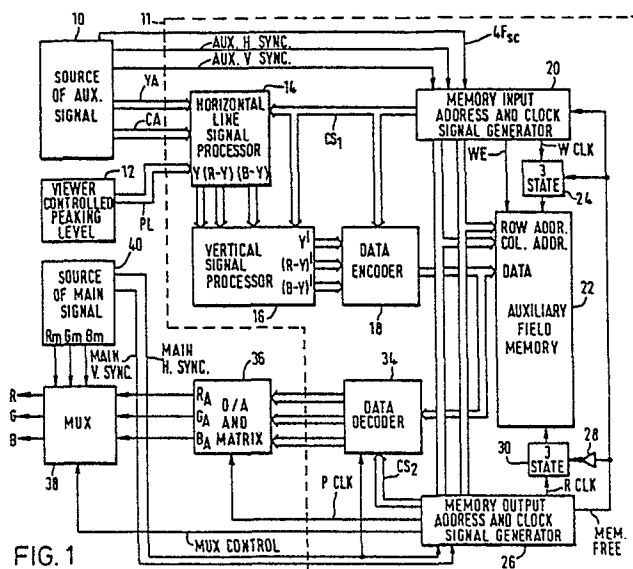 10
11
4FSC
AUX. H SYNC.
AUX. V SYNC.
SOURCE
OF AUX.
SIGNAL
YA
CA
14
HORIZONTAL
LINE
SIGNAL
PROCESSOR
Y (R-Y) (B-Y)
CS1
20
MEMORY INPUT
ADDRESS AND CLOCK
SIGNAL GENERATOR
WE
W CLK
3
STATE
24
12
VIEWER
CONTROLLED
PEAKING
LEVEL
PL
VERTICAL
SIGNAL
PROCESSOR
Y'
(R-Y)'
(B-Y)'
16
DATA
ENCODER
18
ROW ADDR.
COL. ADDR.
DATA
22
AUXILIARY
FIELD
MEMORY
40
SOURCE
OF MAIN
SIGNAL
Rm Gm Bm
MAIN
V. SYNC.
MAIN
H. SYNC.
R
G
B
MUX
38
36
RA
GA
BA
D/A
AND
MATRIX
34
DATA
DECODER
CS2
P CLK
MUX CONTROL
30
3
STATE
28
R CLK
MEMORY OUTPUT
ADDRESS AND CLOCK
SIGNAL GENERATOR
26
MEM.
FREE
FIG. 1